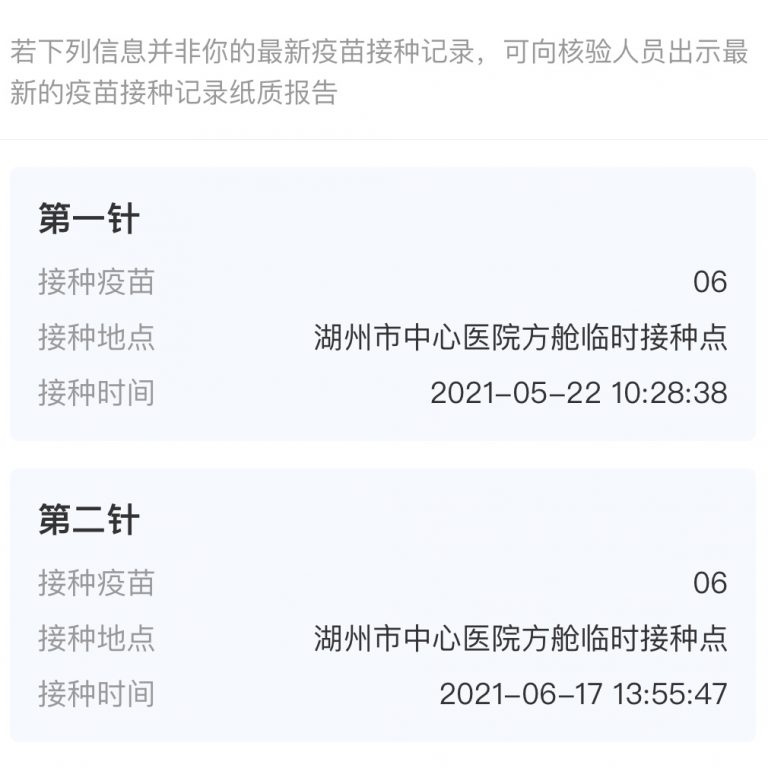 若下列信息并非你的最新疫苗接种记录，可向核验人员出示最
新的疫苗接种记录纸质报告
第一针
接种疫苗 06
接种地点 湖州市中心医院方舱临时接种点
接种时间 2021-05-22 10:28:38
第二针
接种疫苗 06
接种地点 湖州市中心医院方舱临时接种点
接种时间 2021-06-17 13:55:47